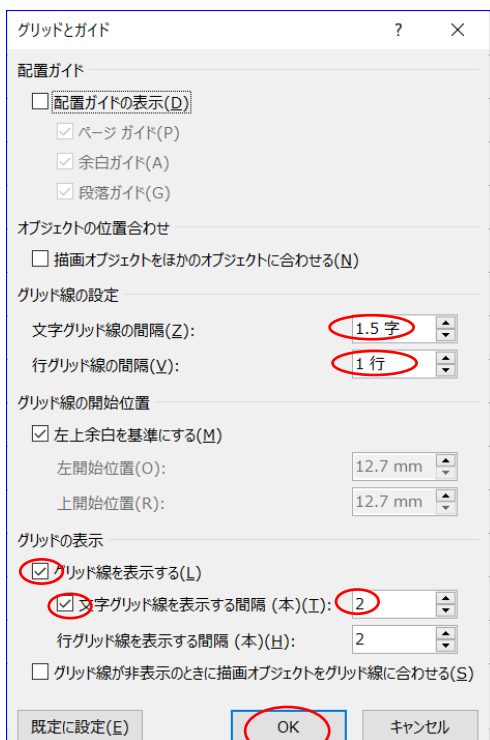 グリッドとガイド ? ×
配置ガイド
配置ガイドの表示(D)
ページ ガイド(P)
余白ガイド(A)
段落ガイド(G)
オブジェクトの位置合わせ
描画オブジェクトをほかのオブジェクトに合わせる(N)
グリッド線の設定
文字グリッド線の間隔(Z): 1.5 字
行グリッド線の間隔(V): 1 行
グリッド線の開始位置
左上余白を基準にする(M)
左開始位置(O): 12.7 mm
上開始位置(R): 12.7 mm
グリッドの表示
グリッド線を表示する(L)
文字グリッド線を表示する間隔 (本)(T): 2
行グリッド線を表示する間隔 (本)(H): 2
グリッド線が非表示のときに描画オブジェクトをグリッド線に合わせる(S)
既定に設定(E) OK キャンセル